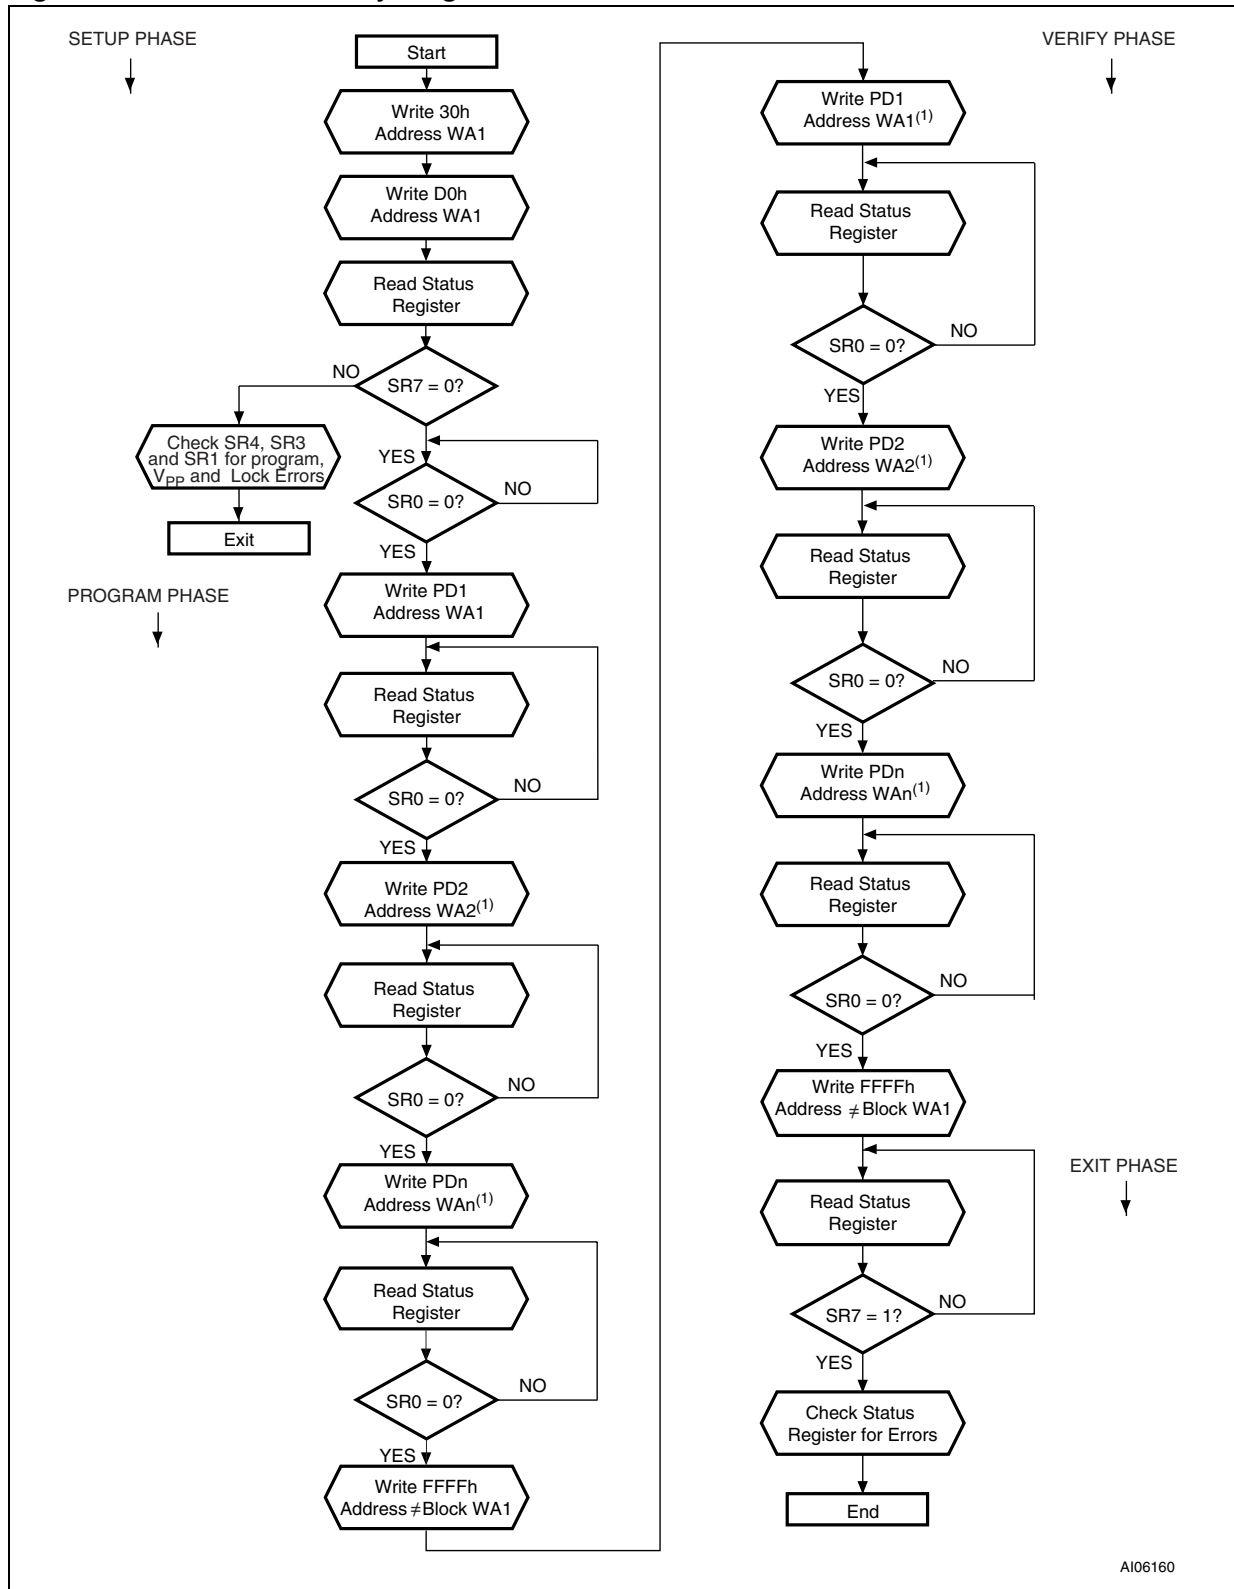 SETUP PHASE
Start
Write 30h
Address WA1
Write D0h
Address WA1
Read Status
Register
NO
SR7 = 0?
Check SR4, SR3
and SR1 for program,
VPP and Lock Errors
Exit
YES
SR0 = 0?
NO
YES
PROGRAM PHASE
Write PD1
Address WA1
Read Status
Register
NO
SR0 = 0?
YES
Write PD2
Address WA2(1)
Read Status
Register
NO
SR0 = 0?
YES
Write PDn
Address WAn(1)
Read Status
Register
NO
SR0 = 0?
YES
Write FFFFh
Address ≠ Block WA1
VERIFY PHASE
Write PD1
Address WA1(1)
Read Status
Register
NO
SR0 = 0?
YES
Write PD2
Address WA2(1)
Read Status
Register
NO
SR0 = 0?
YES
Write PDn
Address WAn(1)
Read Status
Register
NO
SR0 = 0?
YES
Write FFFFh
Address ≠ Block WA1
EXIT PHASE
Read Status
Register
NO
SR7 = 1?
YES
Check Status
Register for Errors
End
AI06160